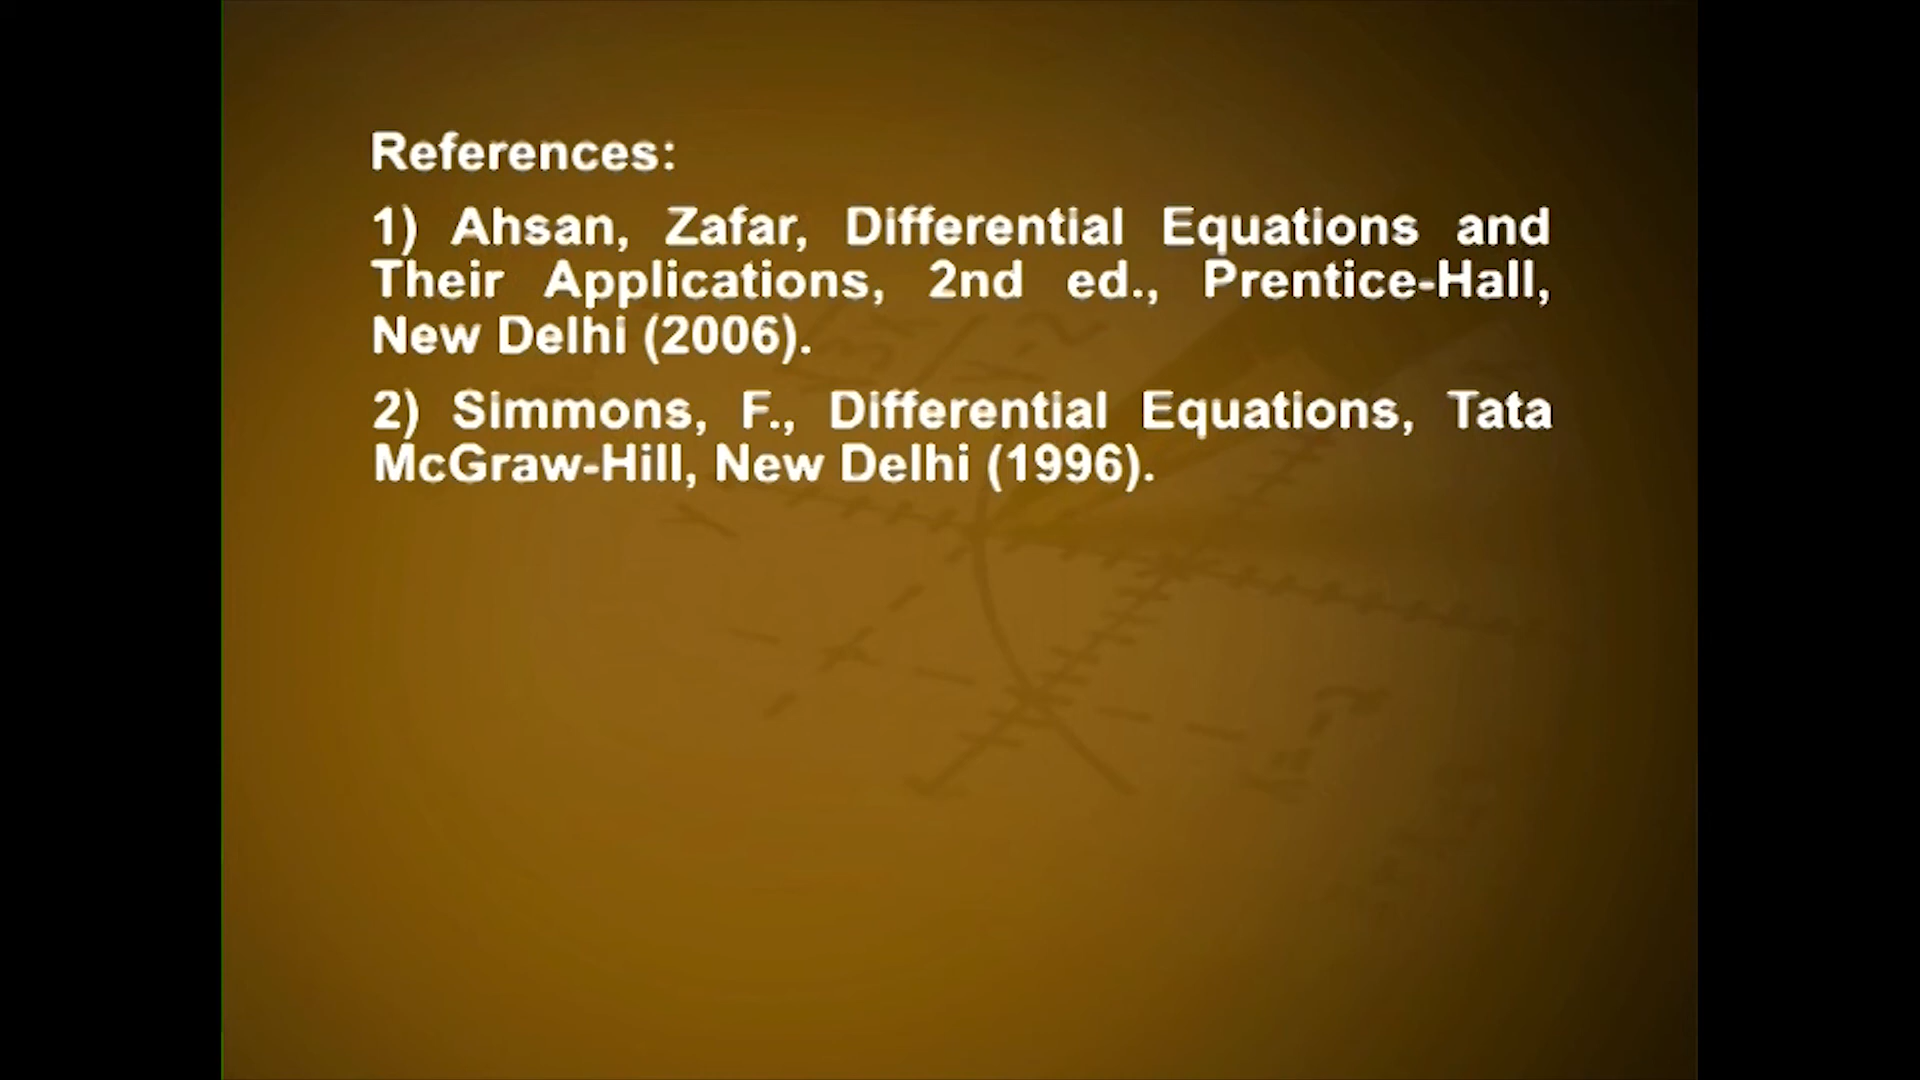 References:
1) Ahsan, Zafar, Differential Equations and
Their Applications, 2nd ed., Prentice-Hall,
New Delhi (2006).
2) Simmons, F., Differential Equations, Tata
McGraw-Hill, New Delhi (1996).